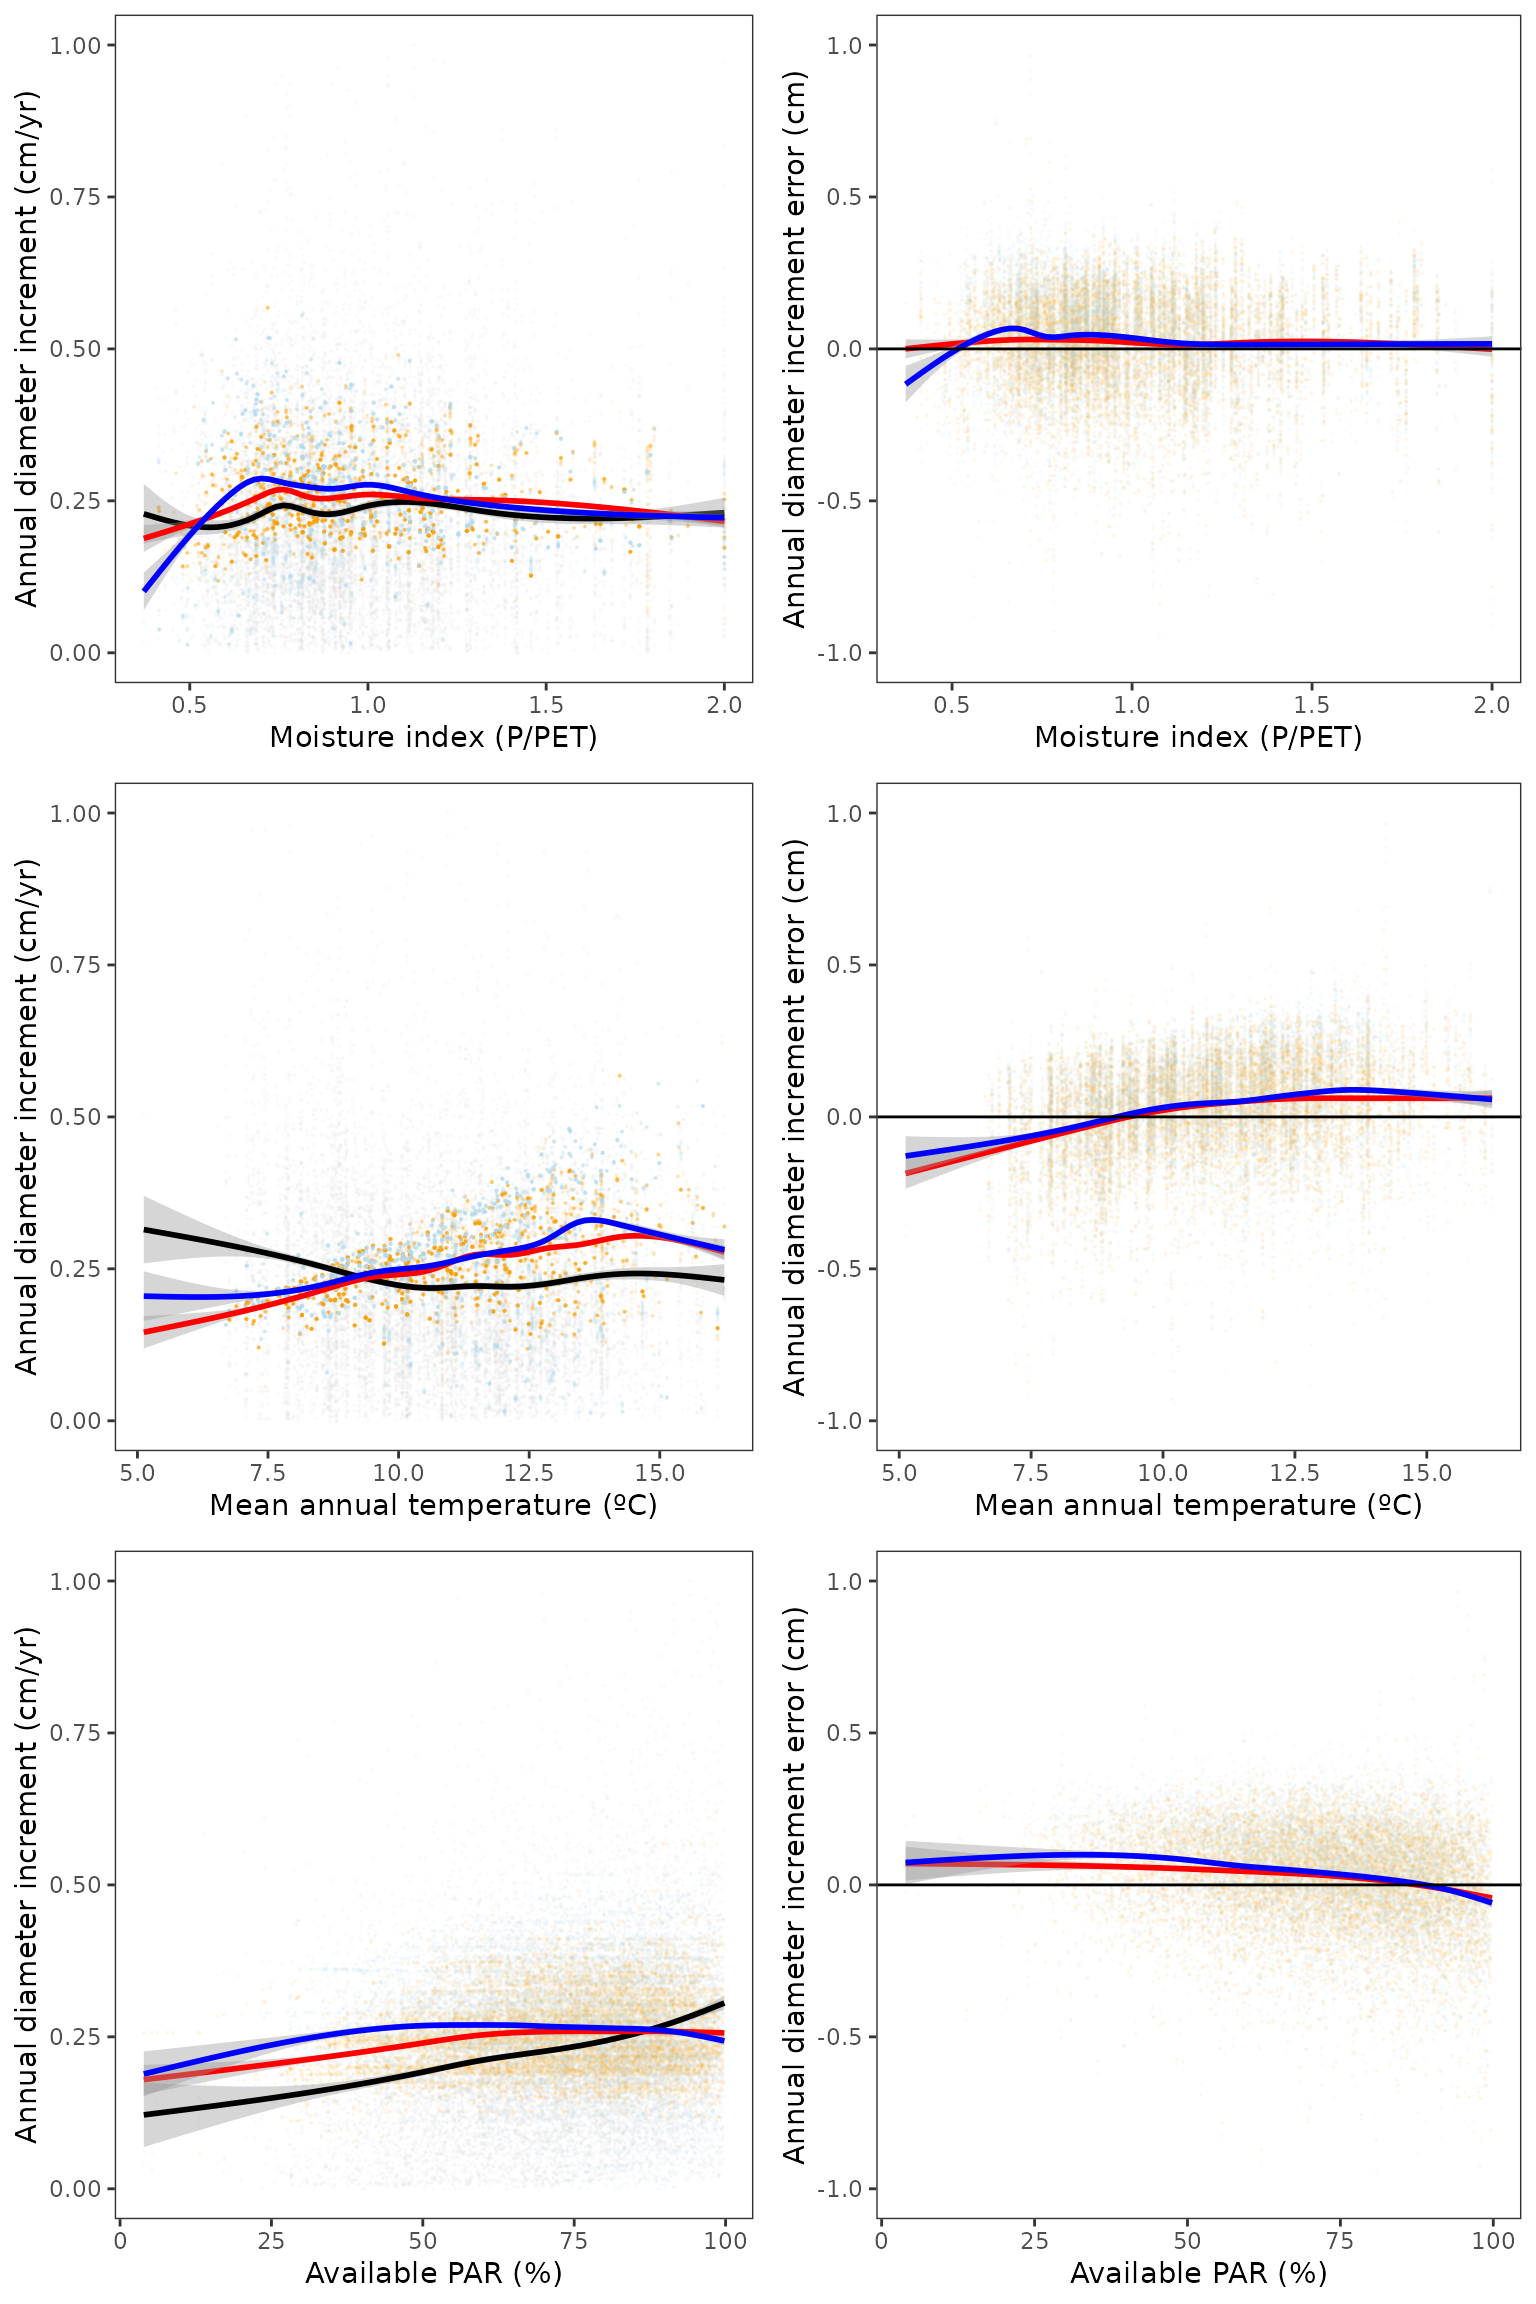 Annual diameter increment (cm/yr)
1.00
0.75
0.50
0.25
0.00
0.5 1.0 1.5 2.0
Moisture index (P/PET)
Annual diameter increment error (cm)
1.0
0.5
0.0
-0.5
-1.0
0.5 1.0 1.5 2.0
Moisture index (P/PET)
Annual diameter increment (cm/yr)
1.00
0.75
0.50
0.25
0.00
5.0 7.5 10.0 12.5 15.0
Mean annual temperature (ºC)
Annual diameter increment error (cm)
1.0
0.5
0.0
-0.5
-1.0
5.0 7.5 10.0 12.5 15.0
Mean annual temperature (ºC)
Annual diameter increment (cm/yr)
1.00
0.75
0.50
0.25
0.00
0 25 50 75 100
Available PAR (%)
Annual diameter increment error (cm)
1.0
0.5
0.0
-0.5
-1.0
0 25 50 75 100
Available PAR (%)